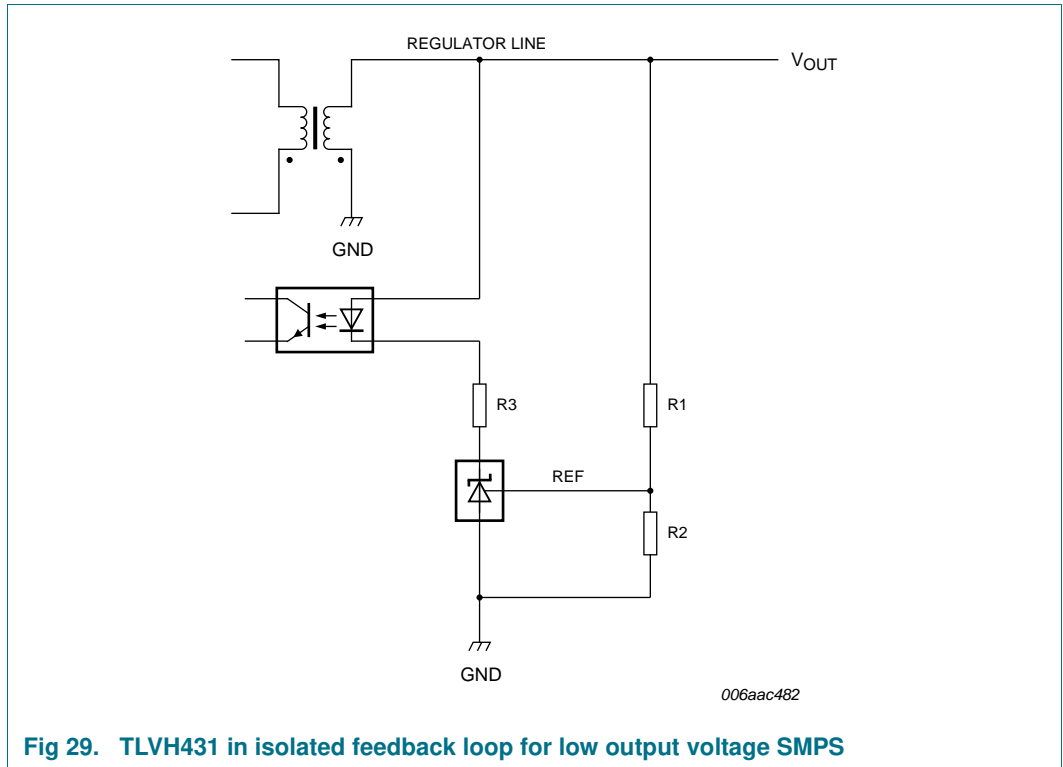 REGULATOR LINE
VOUT
GND
R3
R1
REF
R2
GND
006aac482
Fig 29. TLVH431 in isolated feedback loop for low output voltage SMPS